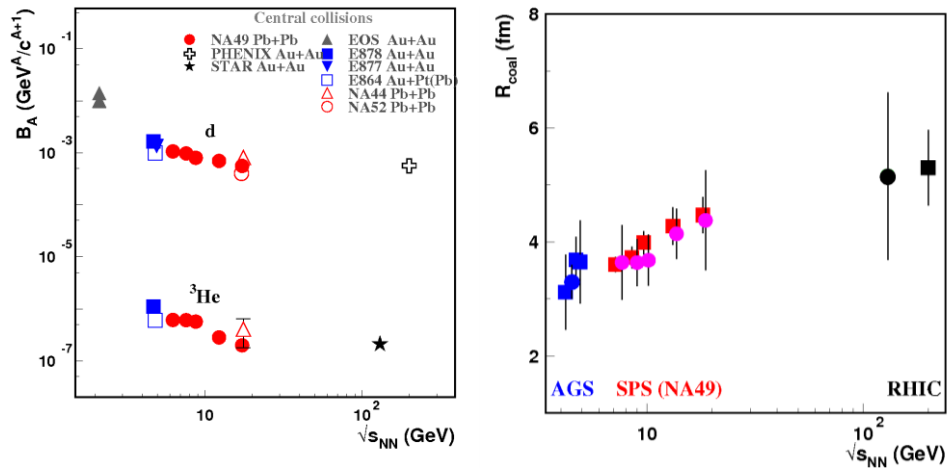 Central collisions
NA49 Pb+Pb
PHENIX Au+Au
STAR Au+Au
EOS Au+Au
E878 Au+Au
E877 Au+Au
E864 Au+Pt(Pb)
NA44 Pb+Pb
NA52 Pb+Pb
B_A (GeV^A/c^{A+1})
10^-1
10^-3
10^-5
10^-7
d
^3He
10
10^2
√s_NN (GeV)
R_coal (fm)
8
6
4
2
AGS
SPS (NA49)
RHIC
10
10^2
√s_NN (GeV)